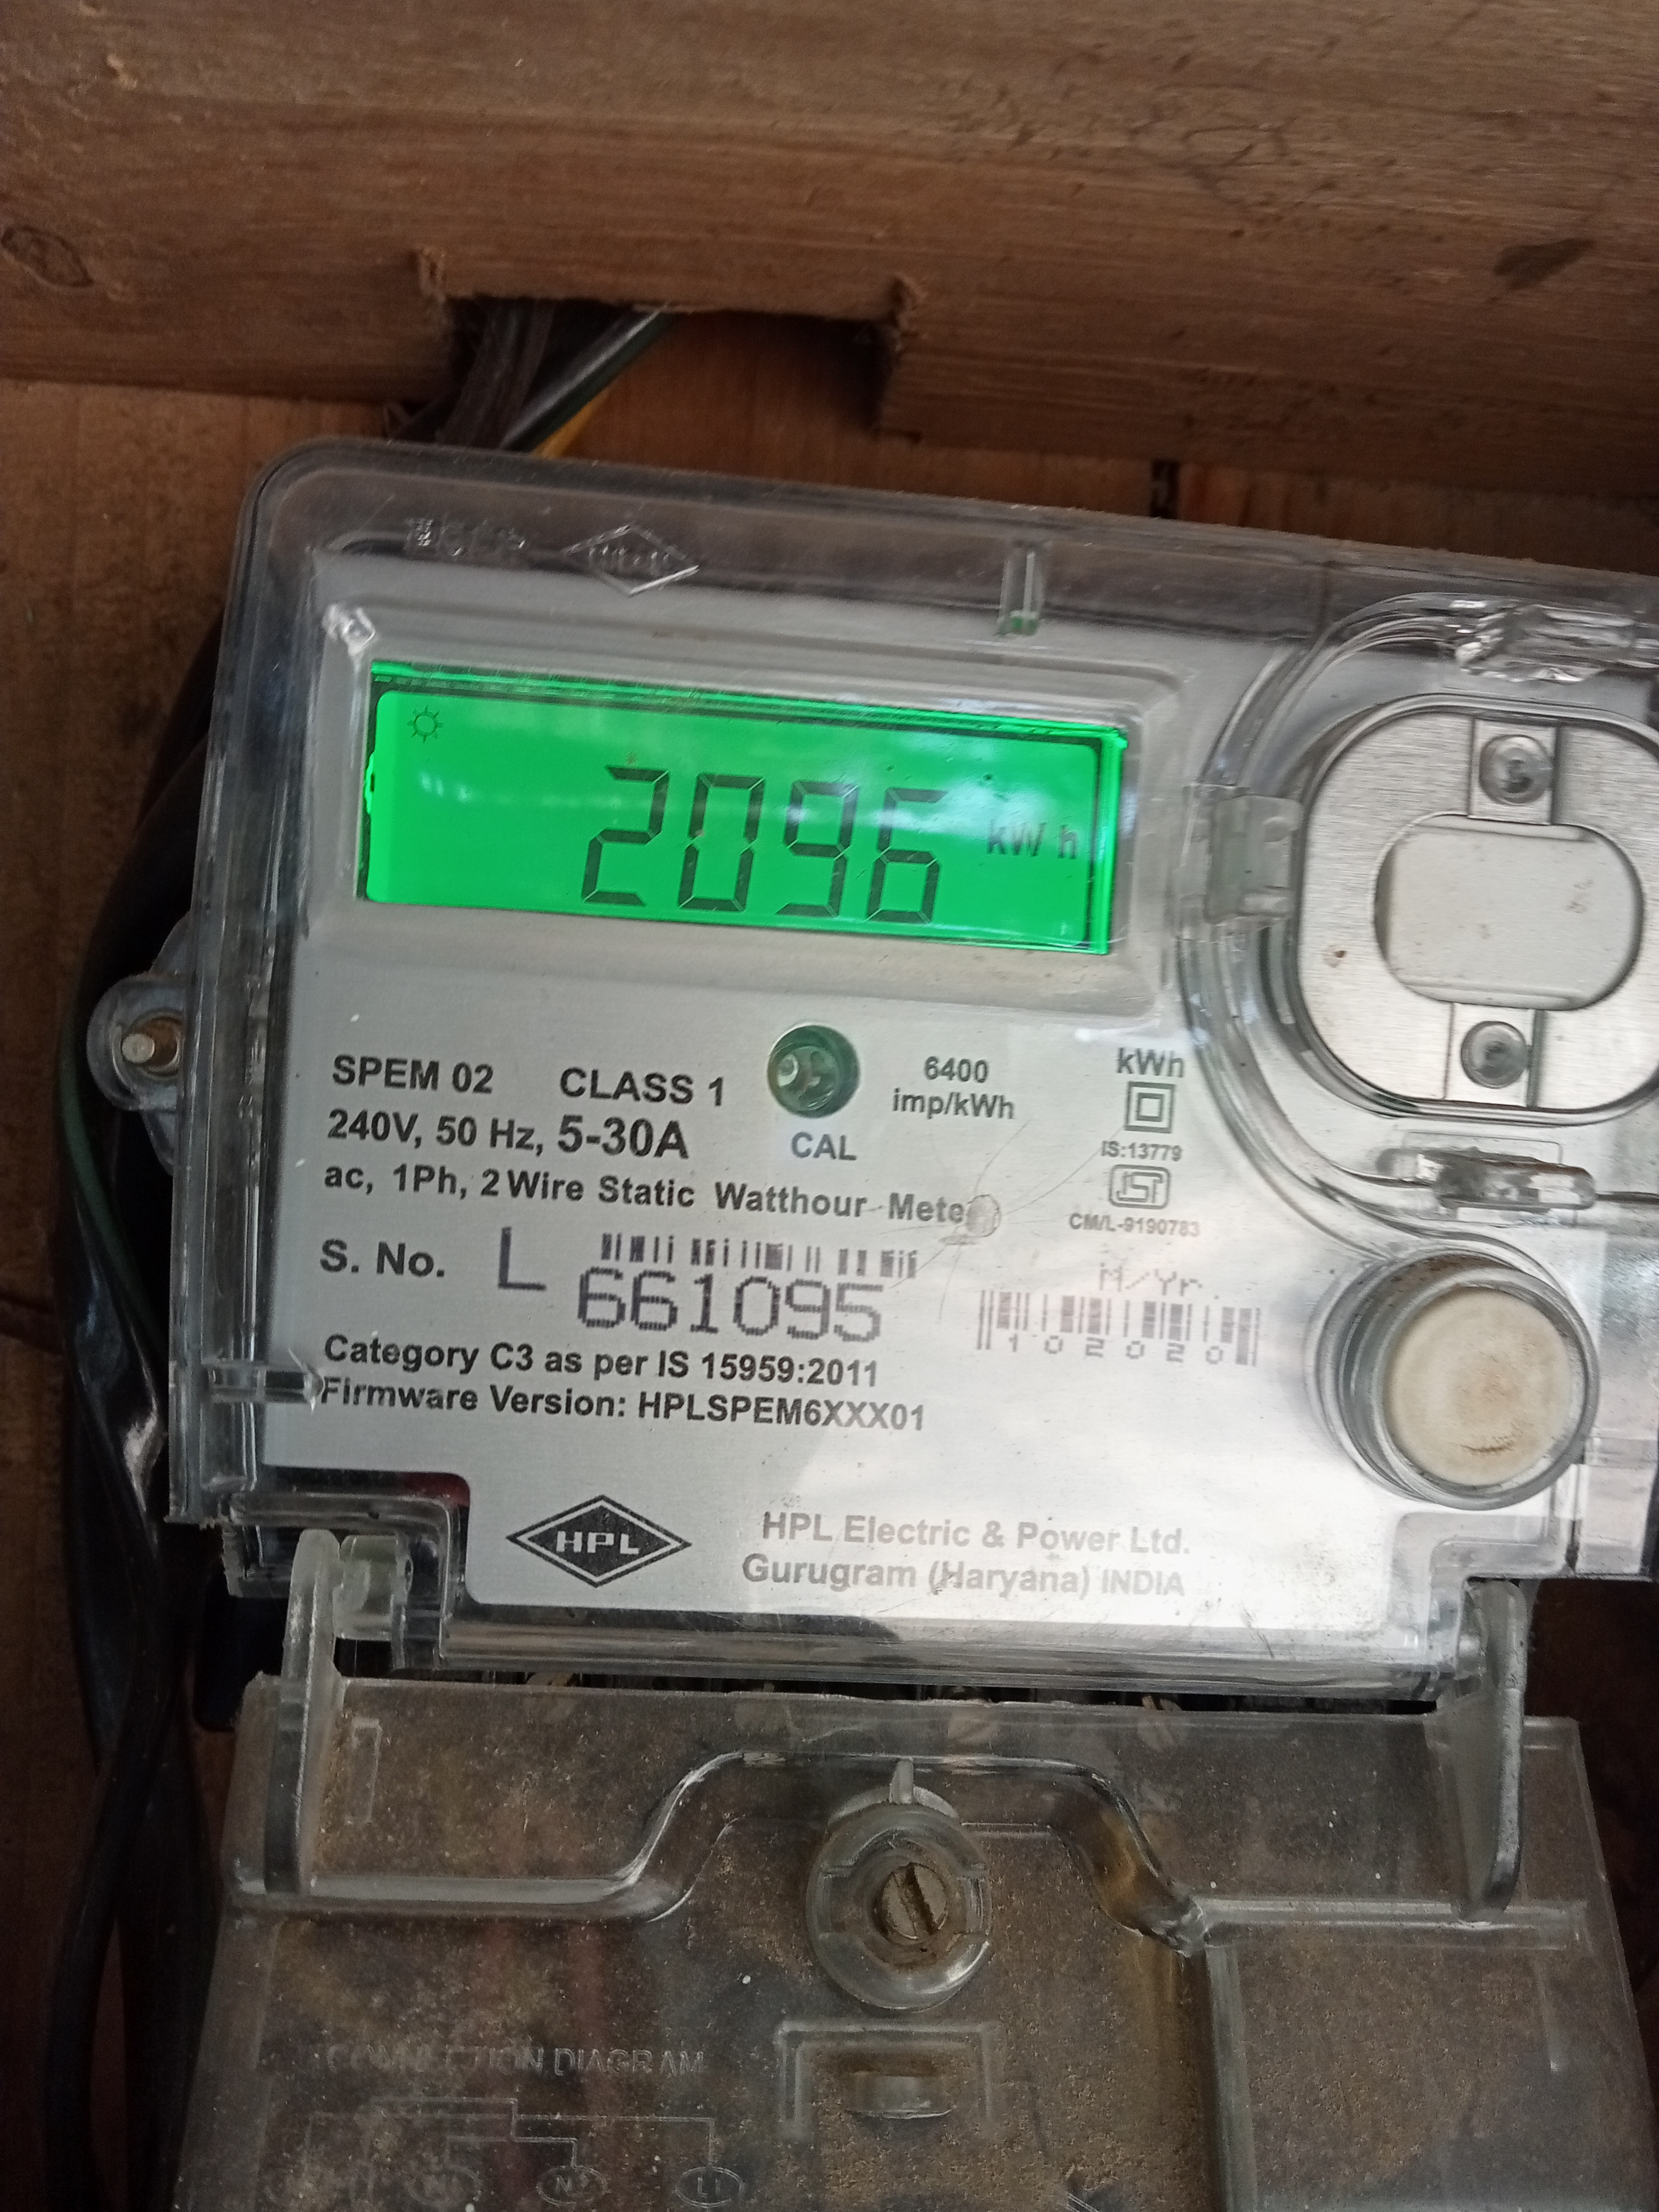 2096 kWh
SPEM 02 CLASS 1
240V, 50 Hz, 5-30A
ac, 1Ph, 2 Wire Static Watthour Meter
CAL
6400
imp/kWh
kWh
IS:13779
ISI
CM/L-9190783
S. No. L 661095
M/Yr.
102020
Category C3 as per IS 15959:2011
Firmware Version: HPLSPEM6XXX01
HPL
HPL Electric & Power Ltd.
Gurugram (Haryana) INDIA
CONNECTION DIAGRAM